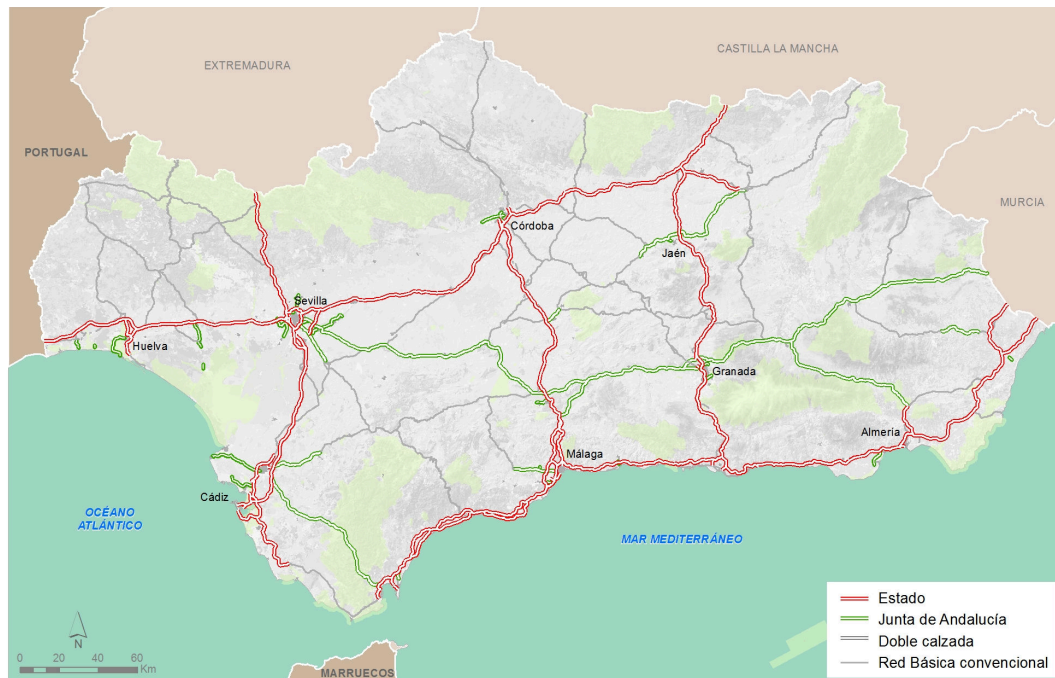 EXTREMADURA
CASTILLA LA MANCHA
PORTUGAL
MURCIA
Córdoba
Jaén
Sevilla
Huelva
Granada
Almería
Málaga
Cádiz
OCÉANO
ATLÁNTICO
MAR MEDITERRÁNEO
Estado
Junta de Andalucía
Doble calzada
Red Básica convencional
N
0 20 40 60
Km
MARRUECOS